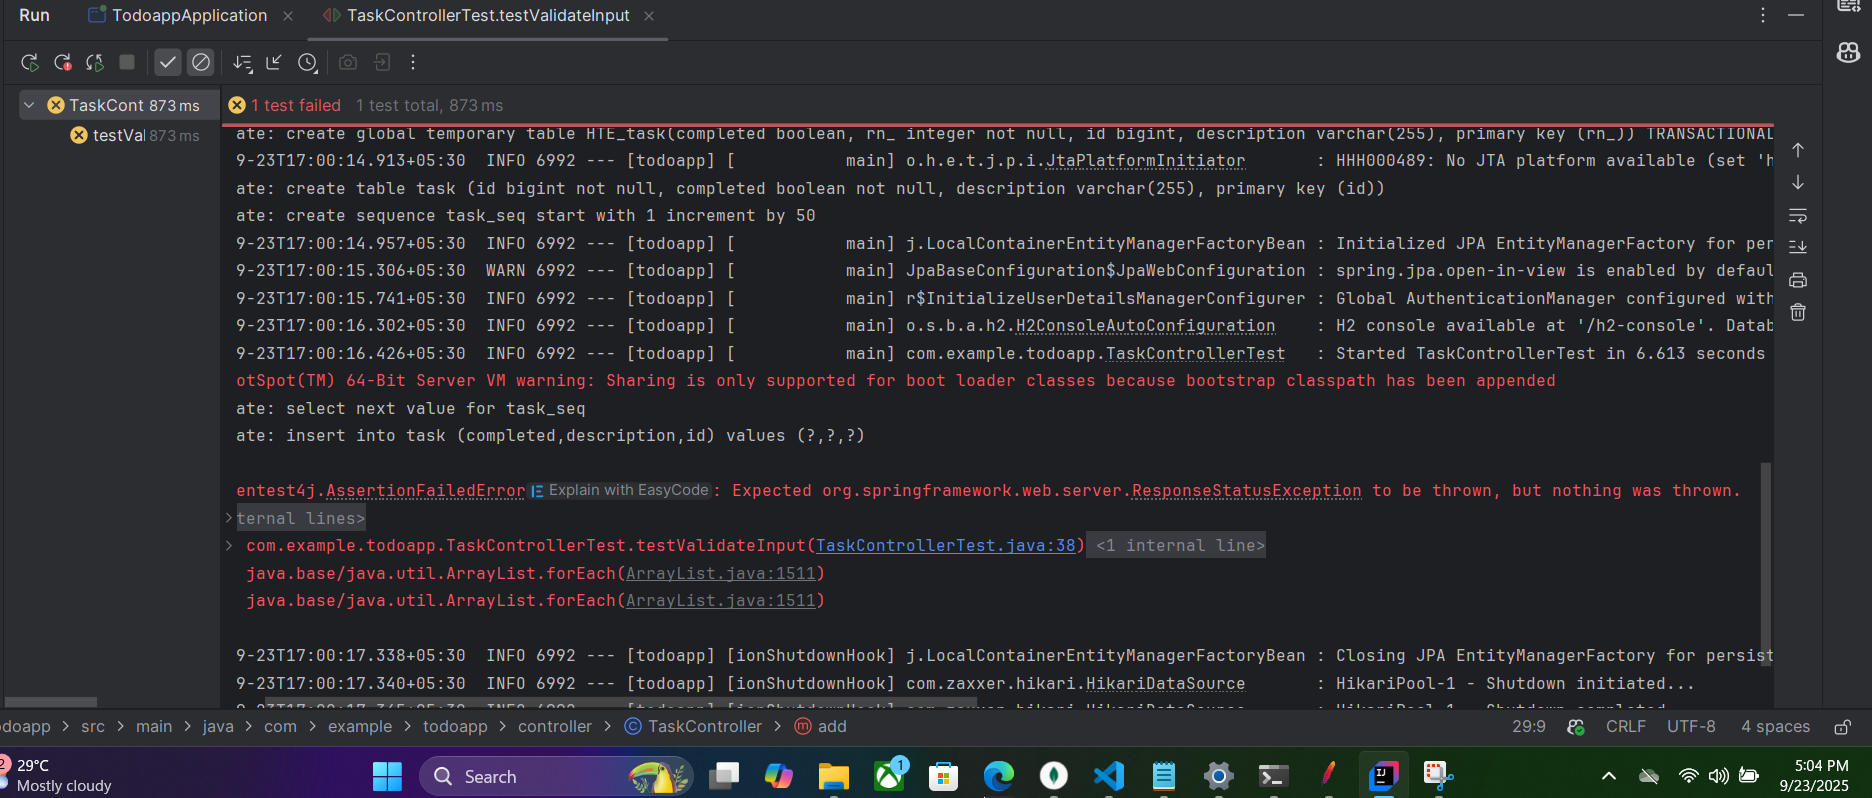 Run TodoappApplication TaskControllerTest.testValidateInput
TaskCont 873 ms
testVal 873 ms
1 test failed 1 test total, 873 ms
ate: create global temporary table HTE_task(completed boolean, rn_ integer not null, id bigint, description varchar(255), primary key (rn_)) TRANSACTIONAL
9-23T17:00:14.913+05:30  INFO 6992 --- [todoapp] [           main] o.h.e.t.j.p.i.JtaPlatformInitiator       : HHH000489: No JTA platform available (set 'h
ate: create table task (id bigint not null, completed boolean not null, description varchar(255), primary key (id))
ate: create sequence task_seq start with 1 increment by 50
9-23T17:00:14.957+05:30  INFO 6992 --- [todoapp] [           main] j.LocalContainerEntityManagerFactoryBean : Initialized JPA EntityManagerFactory for per
9-23T17:00:15.306+05:30  WARN 6992 --- [todoapp] [           main] JpaBaseConfiguration$JpaWebConfiguration : spring.jpa.open-in-view is enabled by defaul
9-23T17:00:15.741+05:30  INFO 6992 --- [todoapp] [           main] r$InitializeUserDetailsManagerConfigurer : Global AuthenticationManager configured with
9-23T17:00:16.302+05:30  INFO 6992 --- [todoapp] [           main] o.s.b.a.h2.H2ConsoleAutoConfiguration    : H2 console available at '/h2-console'. Datab
9-23T17:00:16.426+05:30  INFO 6992 --- [todoapp] [           main] com.example.todoapp.TaskControllerTest   : Started TaskControllerTest in 6.613 seconds
otSpot(TM) 64-Bit Server VM warning: Sharing is only supported for boot loader classes because bootstrap classpath has been appended
ate: select next value for task_seq
ate: insert into task (completed,description,id) values (?,?,?)
entest4j.AssertionFailedError Explain with EasyCode : Expected org.springframework.web.server.ResponseStatusException to be thrown, but nothing was thrown.
ternal lines>
com.example.todoapp.TaskControllerTest.testValidateInput(TaskControllerTest.java:38) <1 internal line>
java.base/java.util.ArrayList.forEach(ArrayList.java:1511)
java.base/java.util.ArrayList.forEach(ArrayList.java:1511)
9-23T17:00:17.338+05:30  INFO 6992 --- [todoapp] [ionShutdownHook] j.LocalContainerEntityManagerFactoryBean : Closing JPA EntityManagerFactory for persist
9-23T17:00:17.340+05:30  INFO 6992 --- [todoapp] [ionShutdownHook] com.zaxxer.hikari.HikariDataSource       : HikariPool-1 - Shutdown initiated...
odoapp > src > main > java > com > example > todoapp > controller > TaskController > add 29:9 CRLF UTF-8 4 spaces
29°C
Mostly cloudy
Search
1
5:04 PM
9/23/2025